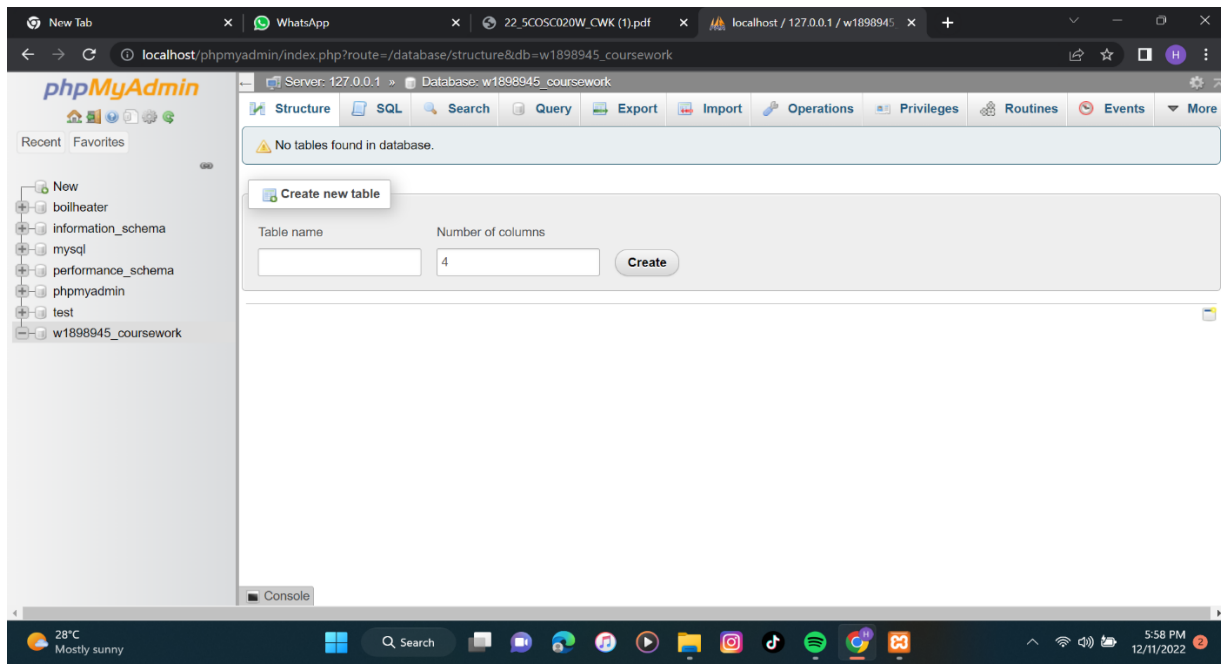 New Tab
WhatsApp
22_5COSC020W_CWK (1).pdf
localhost / 127.0.0.1 / w1898945_
localhost/phpmyadmin/index.php?route=/database/structure&db=w1898945_coursework
H
phpMyAdmin
Recent Favorites
New
boilheater
information_schema
mysql
performance_schema
phpmyadmin
test
w1898945_coursework
Server: 127.0.0.1 » Database: w1898945_coursework
Structure SQL Search Query Export Import Operations Privileges Routines Events More
No tables found in database.
Create new table
Table name Number of columns
4 Create
Console
28°C
Mostly sunny
Search
H
5:58 PM
12/11/2022
2